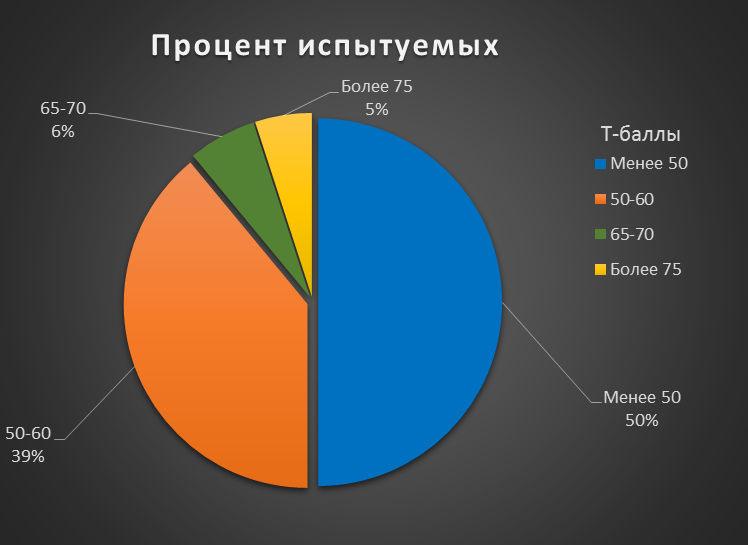 Процент испытуемых
Более 75
5%
65-70
6%
Т-баллы
Менее 50
50-60
65-70
Более 75
Менее 50
50%
50-60
39%